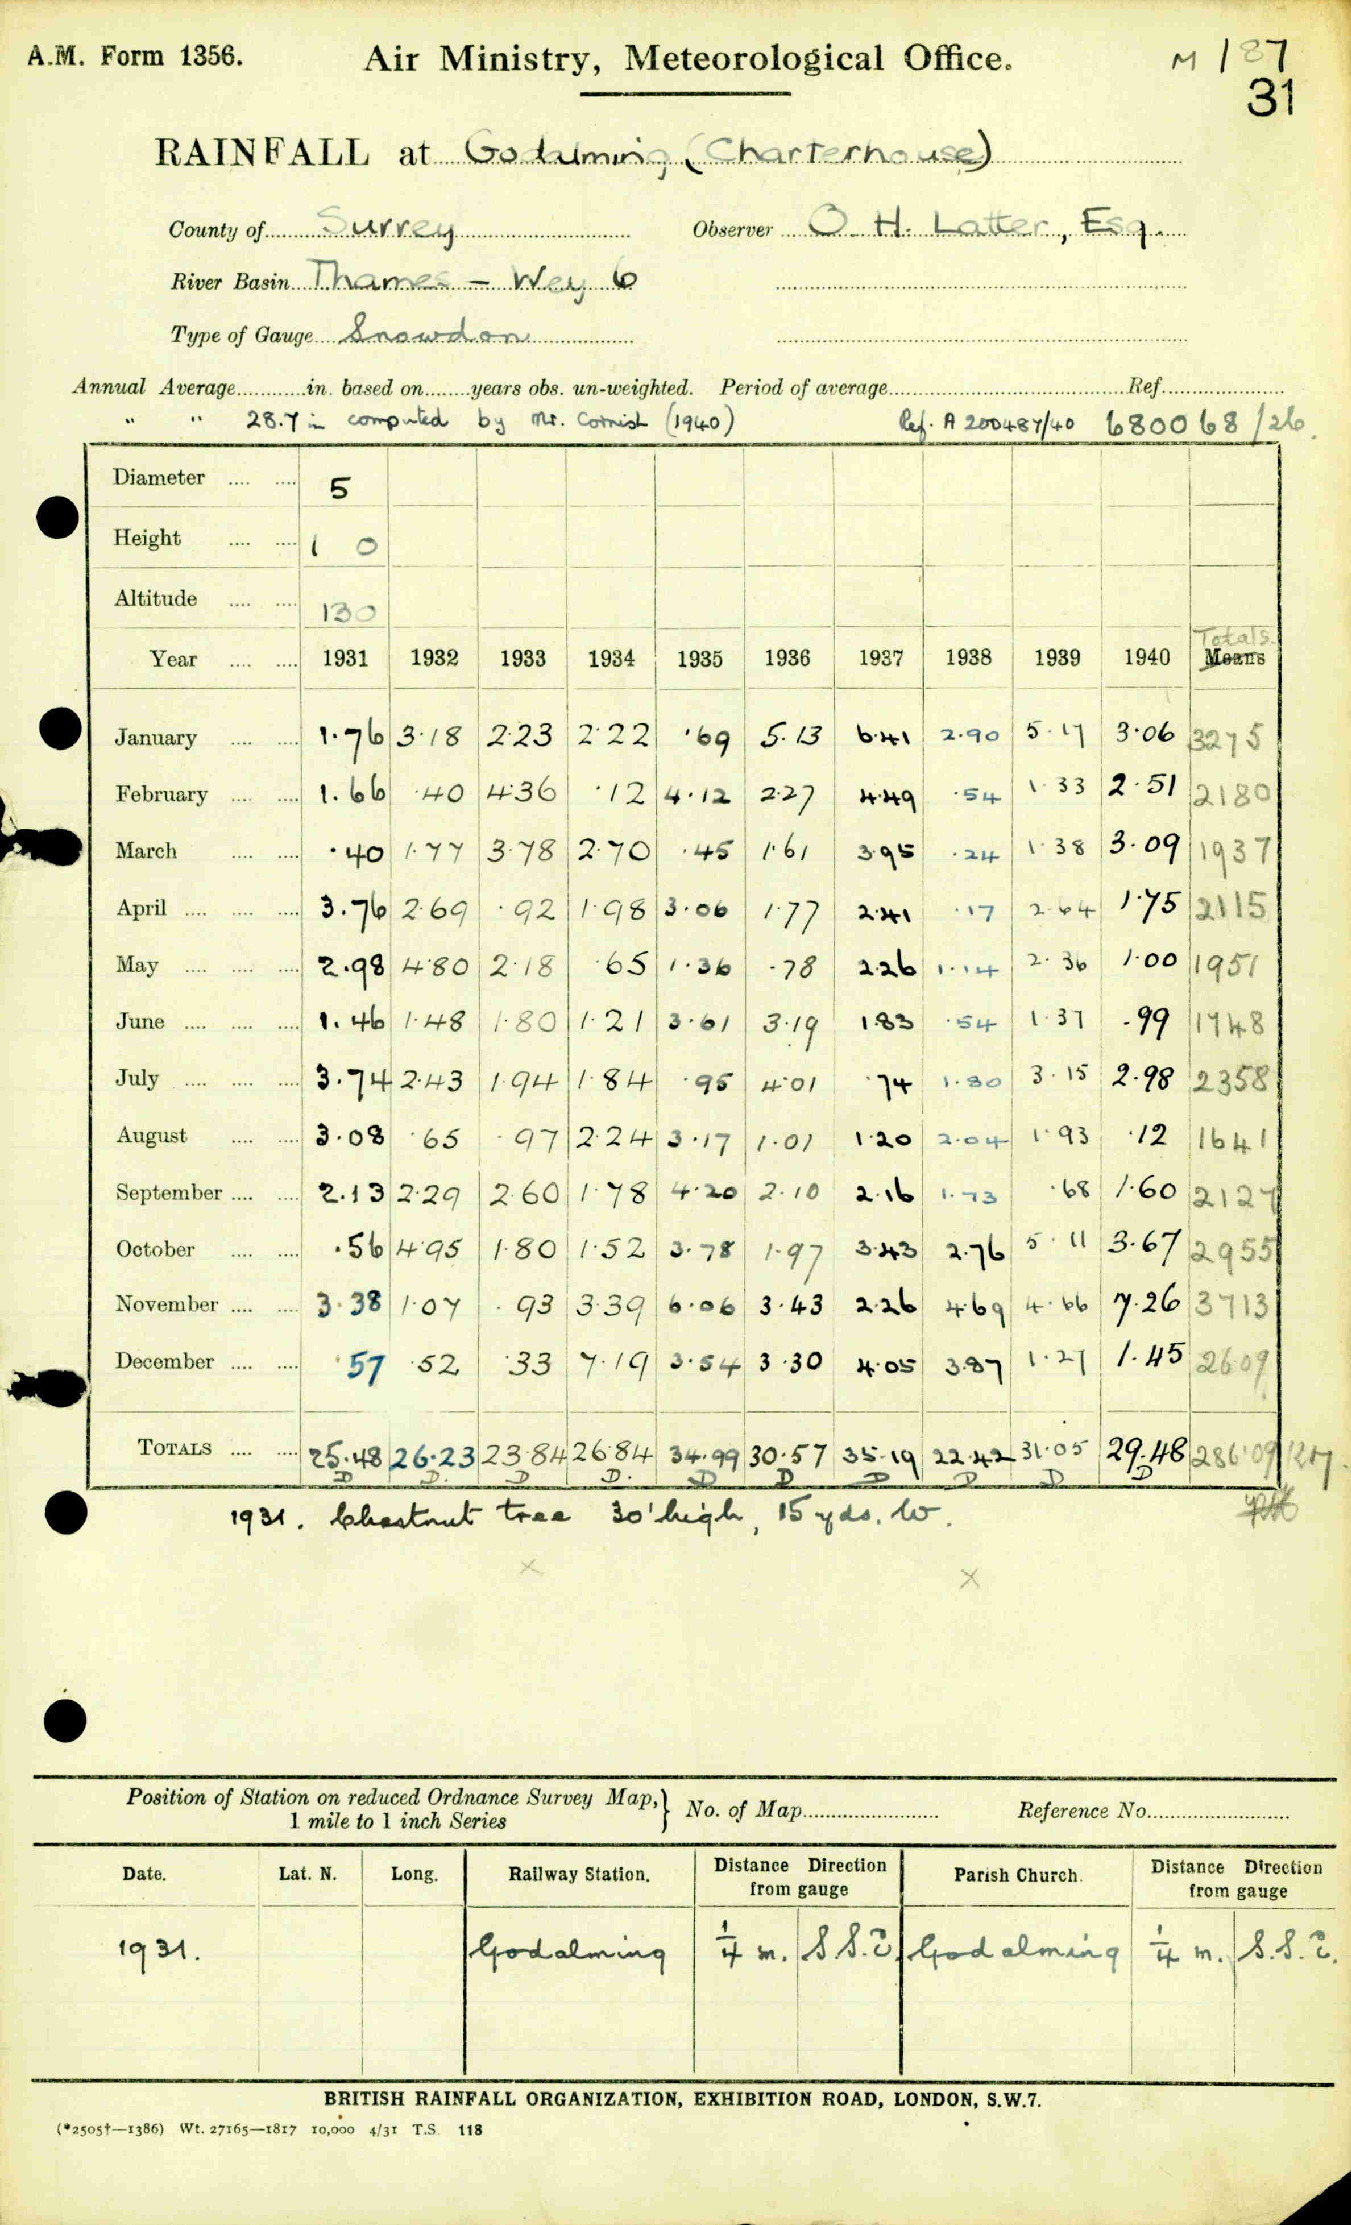 A.M. Form 1356.
Air Ministry, Meteorological Office.
M 187
31
RAINFALL at Godalming (Charterhouse)
County of Surrey Observer O. H. Latter, Esq.
River Basin Thames – Wey 6
Type of Gauge Snowdon
Annual Average in. based on years obs. un-weighted. Period of average Ref.
" " 28.7 in computed by Mr. Cornish (1940) Ref. A 200487/40 680068/26.
Diameter 5
Height 1 0
Altitude 130
Totals
Year 1931 1932 1933 1934 1935 1936 1937 1938 1939 1940 Means
January 1.76 3.18 2.23 2.22 .69 5.13 6.41 2.90 5.17 3.06 3275
February 1.66 .40 4.36 .12 4.12 2.27 4.49 .54 1.33 2.51 2180
March .40 1.77 3.78 2.70 .45 1.61 3.95 .24 1.38 3.09 1937
April 3.76 2.69 .92 1.98 3.06 1.77 2.41 .17 2.64 1.75 2115
May 2.98 4.80 2.18 .65 1.36 .78 2.26 1.14 2.36 1.00 1951
June 1.46 1.48 1.80 1.21 3.61 3.19 1.83 .54 1.37 .99 1748
July 3.74 2.43 1.94 1.84 .95 4.01 .74 1.80 3.15 2.98 2358
August 3.08 .65 .97 2.24 3.17 1.01 1.20 2.04 1.93 .12 1641
September 2.13 2.29 2.60 1.78 4.20 2.10 2.16 1.73 .68 1.60 2127
October .56 4.95 1.80 1.52 3.78 1.97 3.43 2.76 5.11 3.67 2955
November 3.38 1.07 .93 3.39 6.06 3.43 2.26 4.69 4.66 7.26 3713
December .57 .52 .33 7.19 3.54 3.30 4.05 3.87 1.27 1.45 2609
TOTALS 25.48 26.23 23.84 26.84 34.99 30.57 35.19 22.42 31.05 29.48 286.09
D D. D D. D D D D D D
1931. Chestnut tree 30' high, 15 yds. W.
Position of Station on reduced Ordnance Survey Map, 1 mile to 1 inch Series No. of Map Reference No.
Date. Lat. N. Long. Railway Station. Distance Direction from gauge Parish Church. Distance Direction from gauge
1931. Godalming 1/4 m. S.S.E. Godalming 1/4 m. S.S.E.
BRITISH RAINFALL ORGANIZATION, EXHIBITION ROAD, LONDON, S.W.7.
(*2505†—1386) Wt. 27165—1817 10,000 4/31 T.S. 118